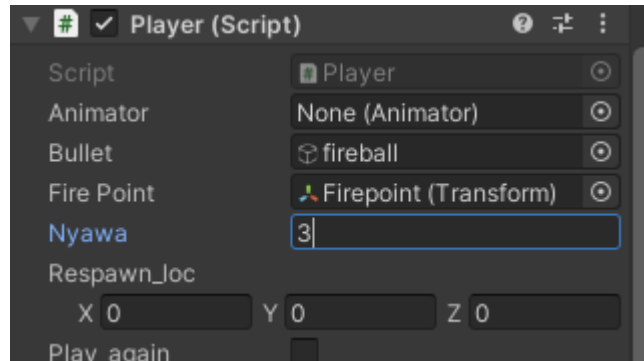 Player (Script)
Script Player
Animator None (Animator)
Bullet fireball
Fire Point Firepoint (Transform)
Nyawa 3
Respawn_loc
X 0 Y 0 Z 0
Play_again